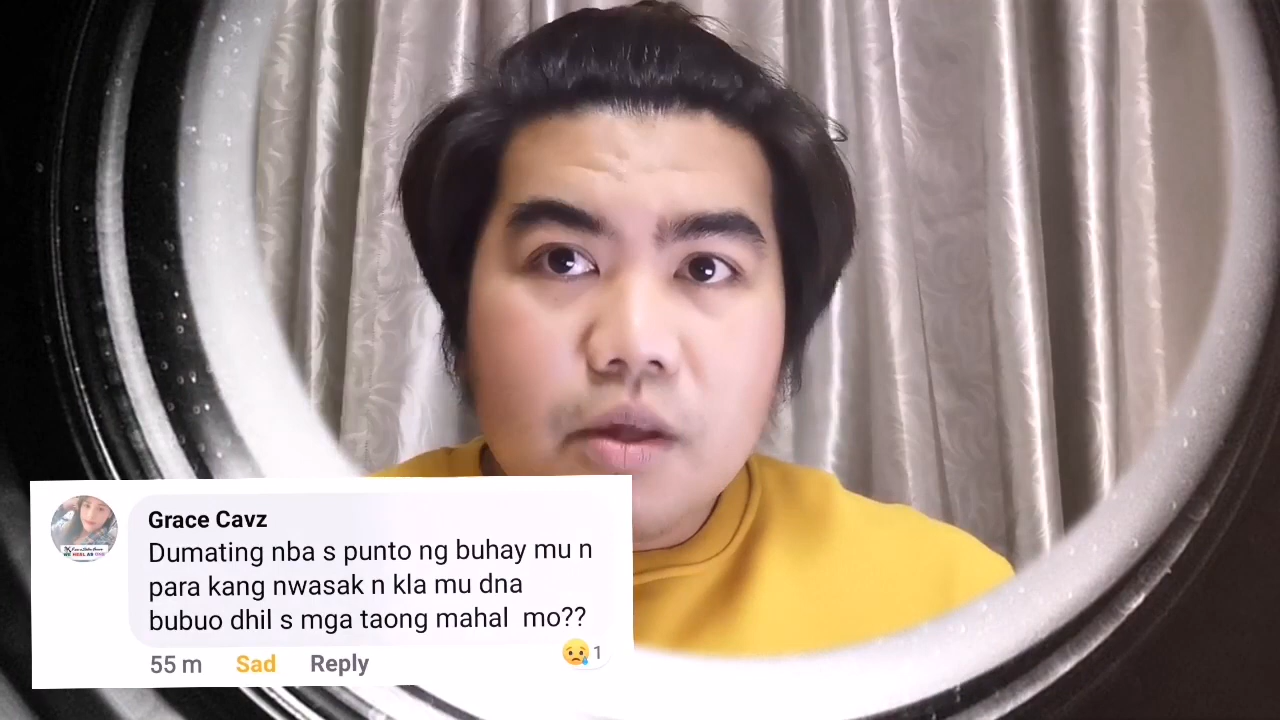 Grace Cavz
Dumating nba s punto ng buhay mu n
para kang nwasak n kla mu dna
bubuo dhil s mga taong mahal mo??
55 m Sad Reply 1